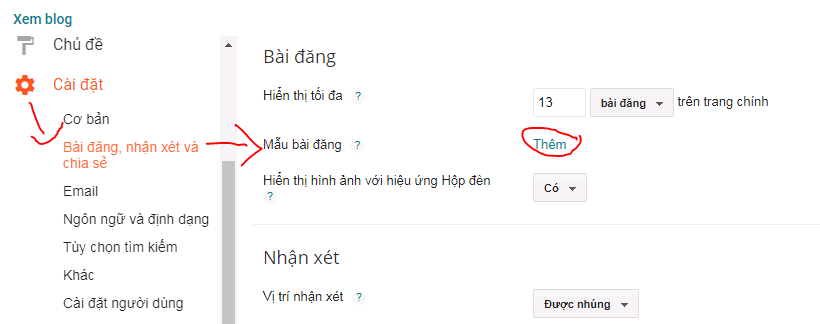 Xem blog
Chủ đề
Cài đặt
Cơ bản
Bài đăng, nhận xét và
chia sẻ
Email
Ngôn ngữ và định dạng
Tùy chọn tìm kiếm
Khác
Cài đặt người dùng
Bài đăng
Hiển thị tối đa ? 13 bài đăng trên trang chính
Mẫu bài đăng ? Thêm
Hiển thị hình ảnh với hiệu ứng Hộp đèn Có
?
Nhận xét
Vị trí nhận xét ? Được nhúng